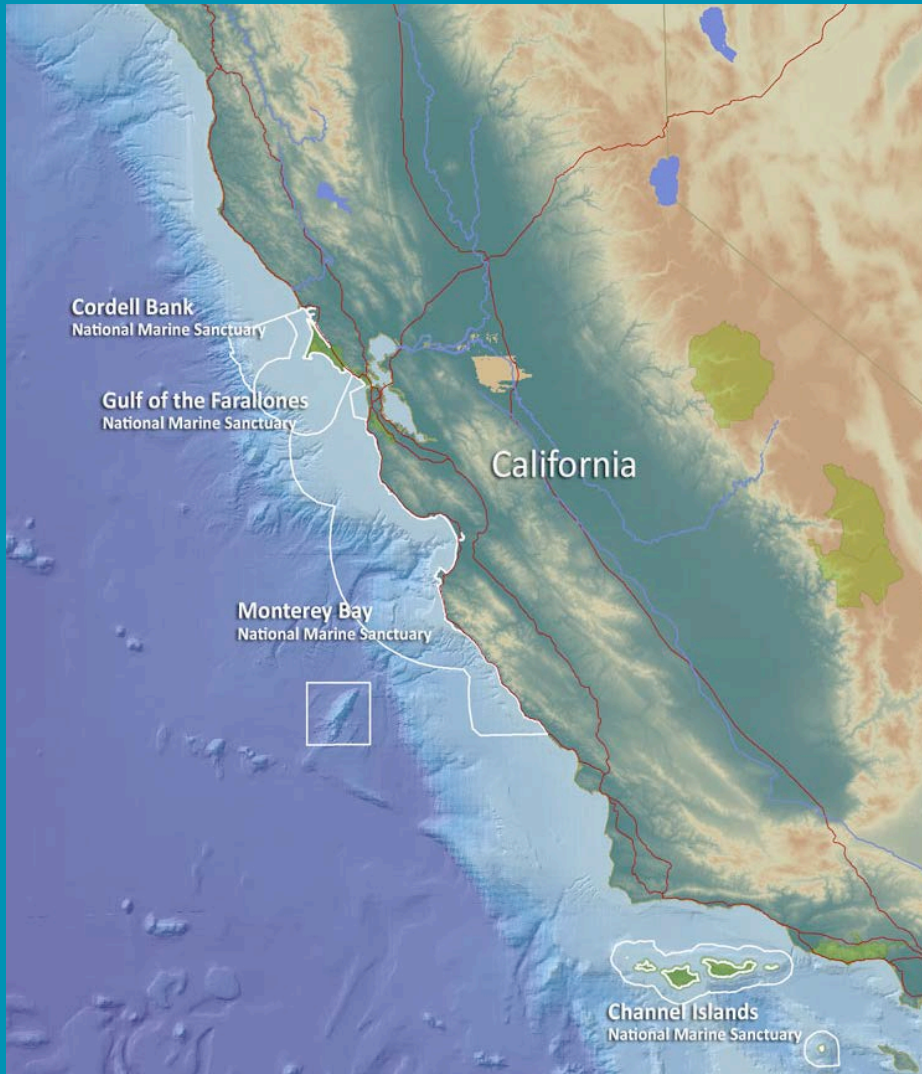 Cordell Bank
National Marine Sanctuary
Gulf of the Farallones
National Marine Sanctuary
California
Monterey Bay
National Marine Sanctuary
Channel Islands
National Marine Sanctuary